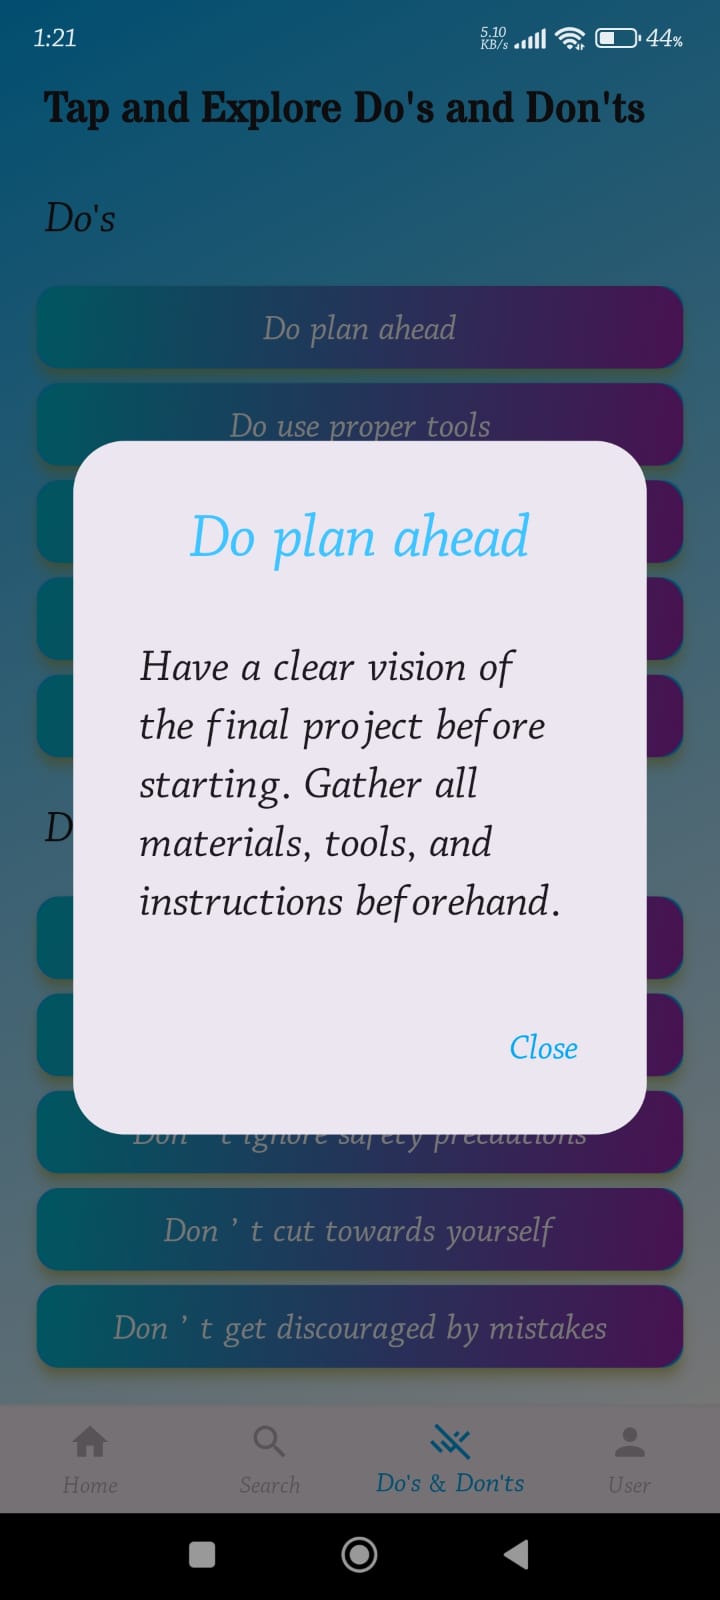 1:21
5.10
KB/s
44%
Tap and Explore Do's and Don'ts
Do's
Do plan ahead
Do use proper tools
Do plan ahead
Have a clear vision of
the final project before
starting. Gather all
materials, tools, and
instructions beforehand.
Close
D
Don ’ t ignore safety precautions
Don ’ t cut towards yourself
Don ’ t get discouraged by mistakes
Home
Search
Do's & Don'ts
User